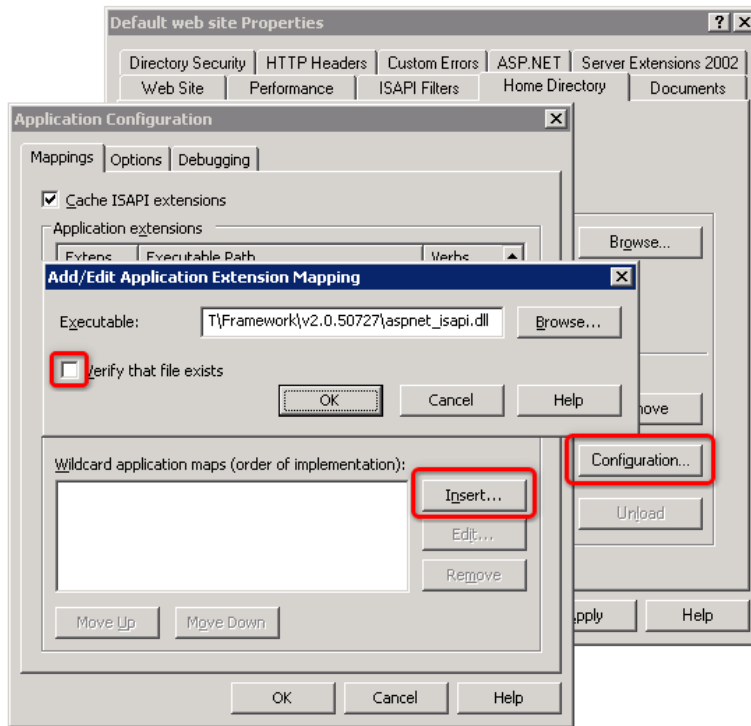 Default web site Properties
Directory Security HTTP Headers Custom Errors ASP.NET Server Extensions 2002
Web Site Performance ISAPI Filters Home Directory Documents
Application Configuration
Mappings Options Debugging
Cache ISAPI extensions
Application extensions
Browse...
Extens Executable Path Verbs
Add/Edit Application Extension Mapping
Executable: T\Framework\v2.0.50727\aspnet_isapi.dll Browse...
Verify that file exists
OK Cancel Help
Wildcard application maps (order of implementation):
Configuration...
Insert...
Unload
Edit...
Remove
Move Up Move Down
Help
OK Cancel Help